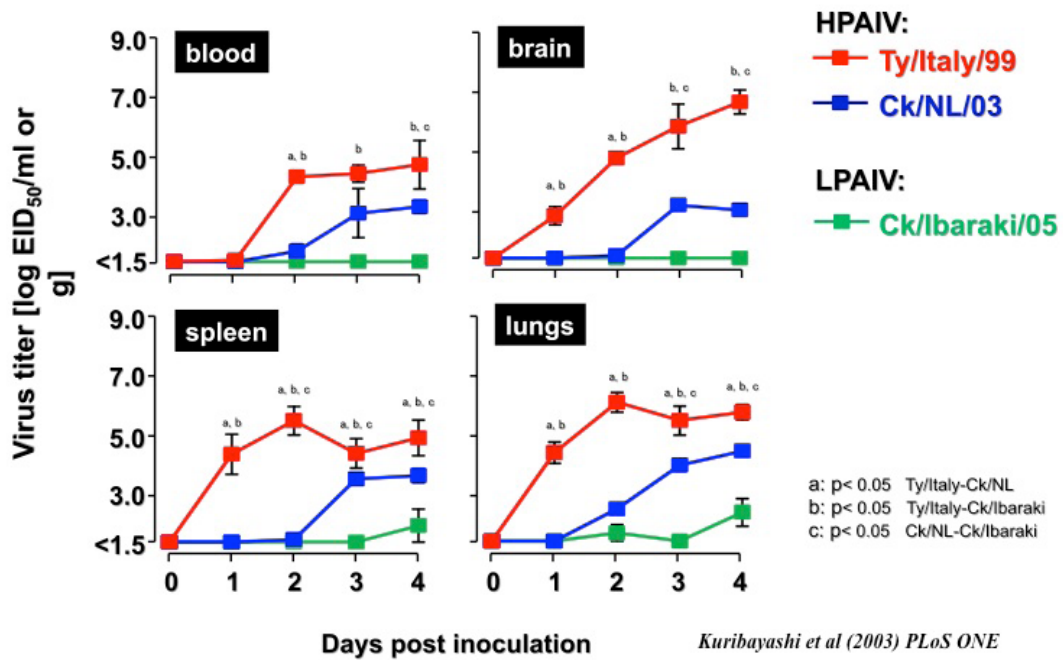 9.0
7.0
5.0
3.0
<1.5
blood
a, b
b
b, c
brain
a, b
a, b
b, c
b, c
HPAIV:
Ty/Italy/99
Ck/NL/03
LPAIV:
Ck/Ibaraki/05
Virus titer [log EID50/ml or
g]
9.0
7.0
5.0
3.0
<1.5
spleen
a, b
a, b, c
a, b, c
a, b, c
lungs
a, b
a, b
a, b, c
a, b, c
a: p< 0.05 Ty/Italy-Ck/NL
b: p< 0.05 Ty/Italy-Ck/Ibaraki
c: p< 0.05 Ck/NL-Ck/Ibaraki
0 1 2 3 4
0 1 2 3 4
Days post inoculation
Kuribayashi et al (2003) PLoS ONE